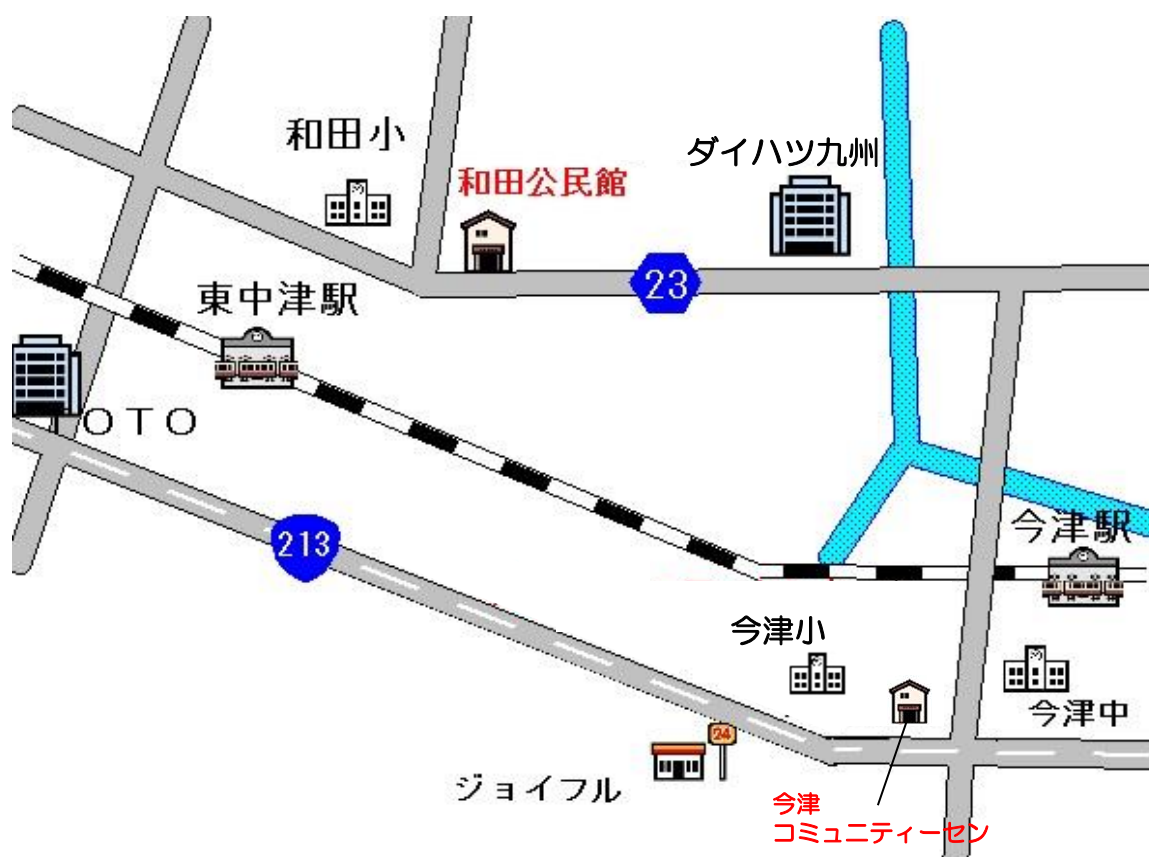 和田小
ダイハツ九州
和田公民館
23
東中津駅
OTO
213
今津駅
今津小
今津中
24
ジョイフル
今津
コミュニティーセン